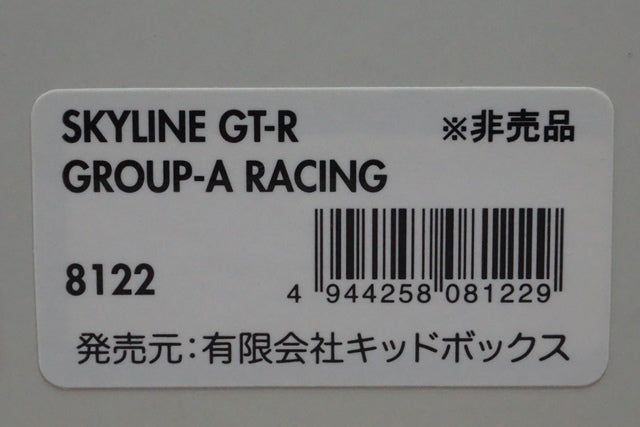 SKYLINE GT-R ※非売品
GROUP-A RACING
8122
4 944258 081229
発売元:有限会社キッドボックス